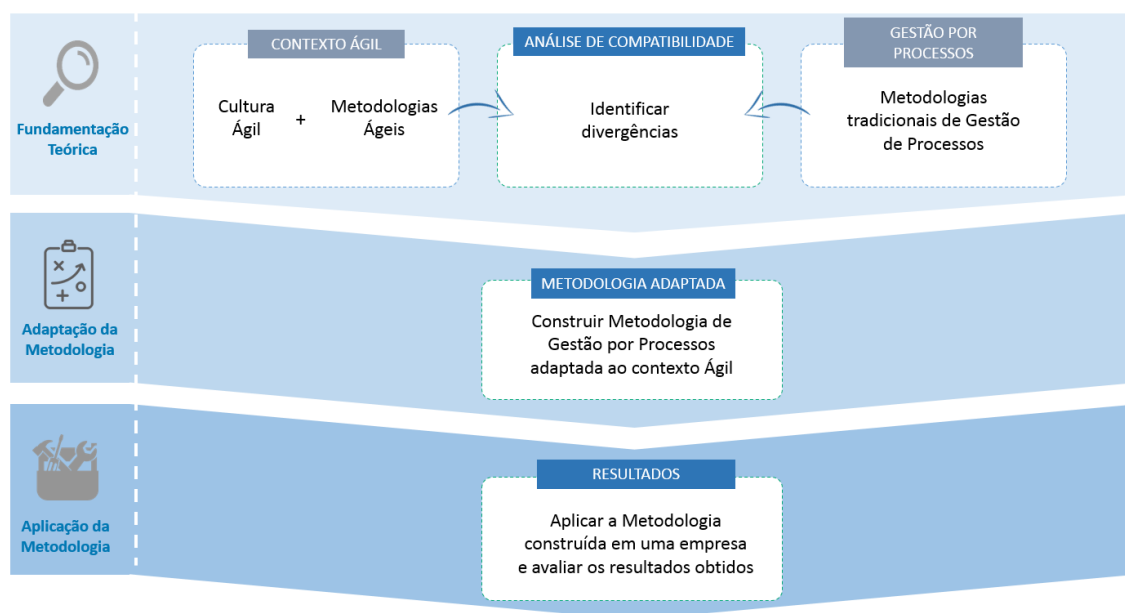 Fundamentação
Teórica
CONTEXTO ÁGIL
Cultura
Ágil
+
Metodologias
Ágeis
ANÁLISE DE COMPATIBILIDADE
Identificar
divergências
GESTÃO POR
PROCESSOS
Metodologias
tradicionais de Gestão
de Processos
Adaptação da
Metodologia
METODOLOGIA ADAPTADA
Construir Metodologia de
Gestão por Processos
adaptada ao contexto Ágil
Aplicação da
Metodologia
RESULTADOS
Aplicar a Metodologia
construída em uma empresa
e avaliar os resultados obtidos